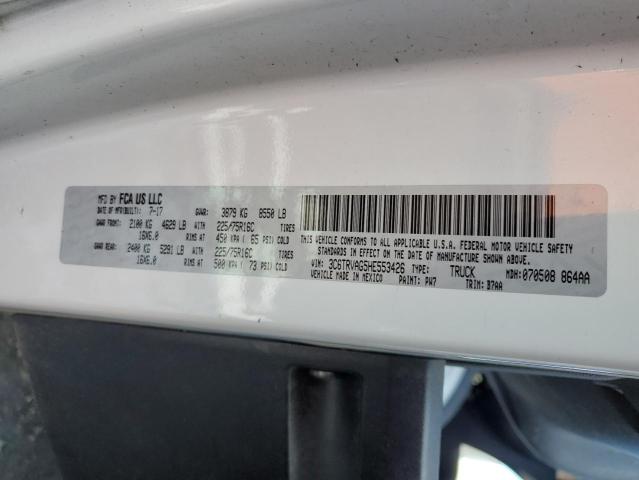 MFD BY FCA US LLC
DATE OF MFR(BUILT): 7-17 GVWR: 3879 KG 8550 LB
GAWR FRONT: 2100 KG 4629 LB WITH 225/75R16C TIRES
16X6.0 RIMS AT 450 KPA ( 65 PSI) COLD
GAWR REAR: 2400 KG 5291 LB WITH 225/75R16C TIRES
16X6.0 RIMS AT 500 KPA ( 73 PSI) COLD
THIS VEHICLE CONFORMS TO ALL APPLICABLE U.S.A. FEDERAL MOTOR VEHICLE SAFETY
STANDARDS IN EFFECT ON THE DATE OF MANUFACTURE SHOWN ABOVE.
VIN: 3C6TRVAG5HE553426 TYPE: TRUCK MDH: 070508 864AA
VEHICLE MADE IN MEXICO PAINT: PW7 TRIM: B7AA